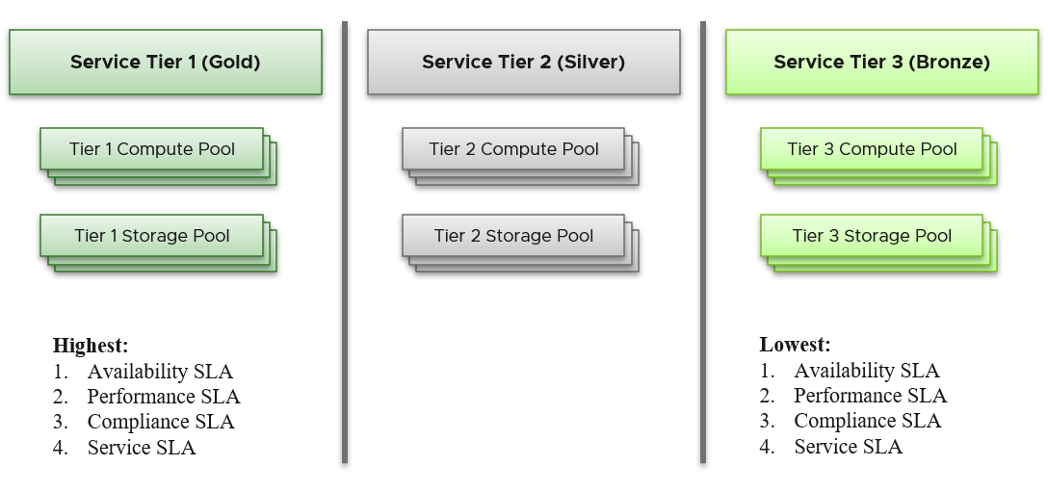 Service Tier 1 (Gold)
Tier 1 Compute Pool
Tier 1 Storage Pool
Highest:
1. Availability SLA
2. Performance SLA
3. Compliance SLA
4. Service SLA
Service Tier 2 (Silver)
Tier 2 Compute Pool
Tier 2 Storage Pool
Service Tier 3 (Bronze)
Tier 3 Compute Pool
Tier 3 Storage Pool
Lowest:
1. Availability SLA
2. Performance SLA
3. Compliance SLA
4. Service SLA